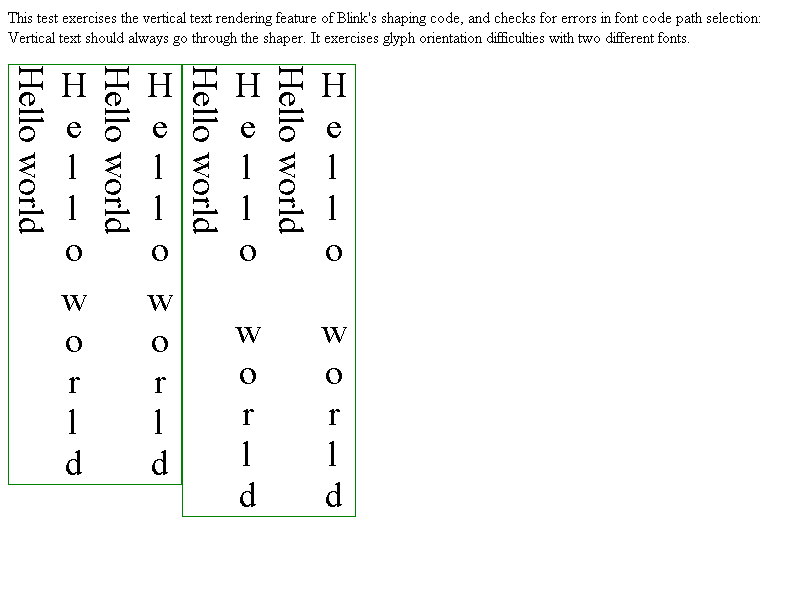 This test exercises the vertical text rendering feature of Blink's shaping code, and checks for errors in font code path selection:
Vertical text should always go through the shaper. It exercises glyph orientation difficulties with two different fonts.
Hello world
Hello world
Hello world
Hello world
Hello world
Hello world
Hello world
Hello world